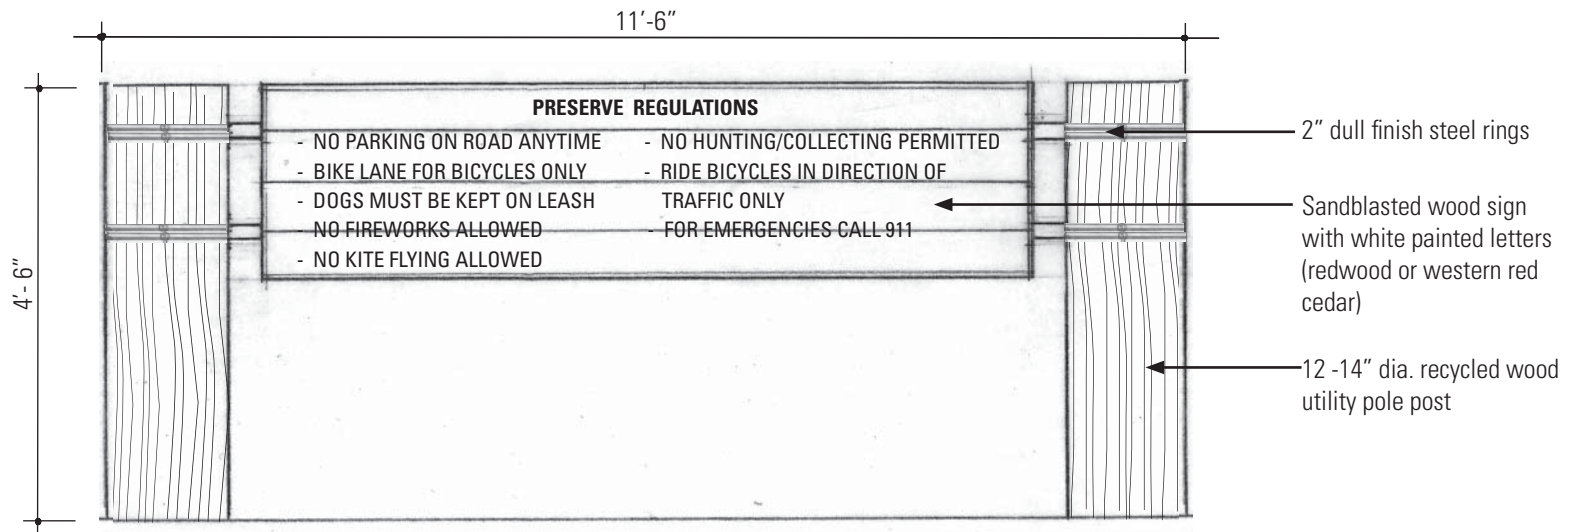 11’-6”
4’- 6”
PRESERVE REGULATIONS
- NO PARKING ON ROAD ANYTIME
- BIKE LANE FOR BICYCLES ONLY
- DOGS MUST BE KEPT ON LEASH
- NO FIREWORKS ALLOWED
- NO KITE FLYING ALLOWED
- NO HUNTING/COLLECTING PERMITTED
- RIDE BICYCLES IN DIRECTION OF
TRAFFIC ONLY
- FOR EMERGENCIES CALL 911
2” dull finish steel rings
Sandblasted wood sign
with white painted letters
(redwood or western red
cedar)
12 -14” dia. recycled wood
utility pole post